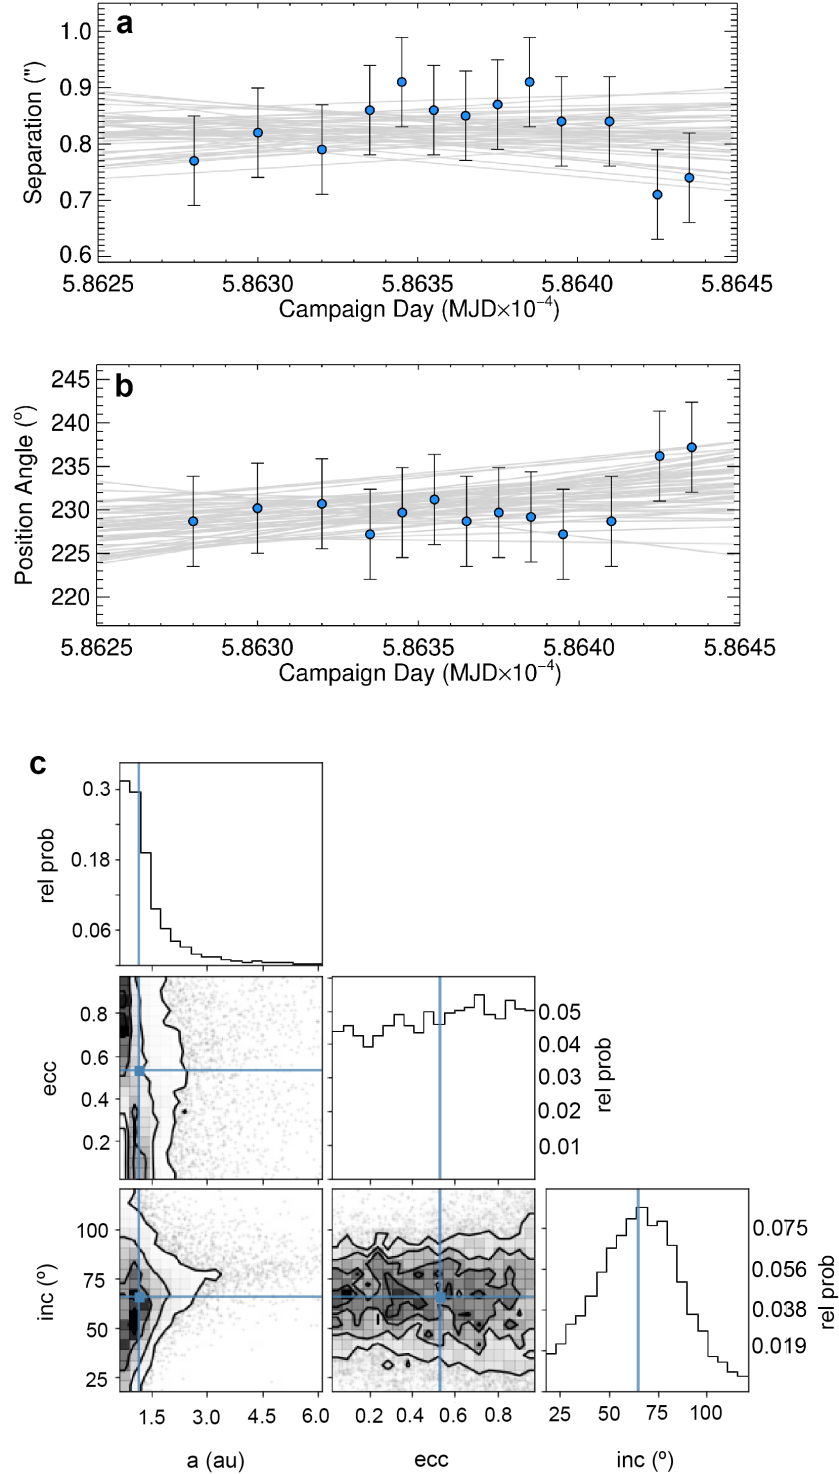 a
Separation (")
1.0
0.9
0.8
0.7
0.6
5.8625 5.8630 5.8635 5.8640 5.8645
Campaign Day (MJD×10⁻⁴)
b
Position Angle (º)
245
240
235
230
225
220
5.8625 5.8630 5.8635 5.8640 5.8645
Campaign Day (MJD×10⁻⁴)
c
rel prob
0.3
0.18
0.06
ecc
0.8
0.6
0.4
0.2
0.05
0.04
0.03
0.02
0.01
rel prob
inc (º)
100
75
50
25
0.075
0.056
0.038
0.019
rel prob
1.5 3.0 4.5 6.0
0.2 0.4 0.6 0.8
25 50 75 100
a (au)
ecc
inc (º)